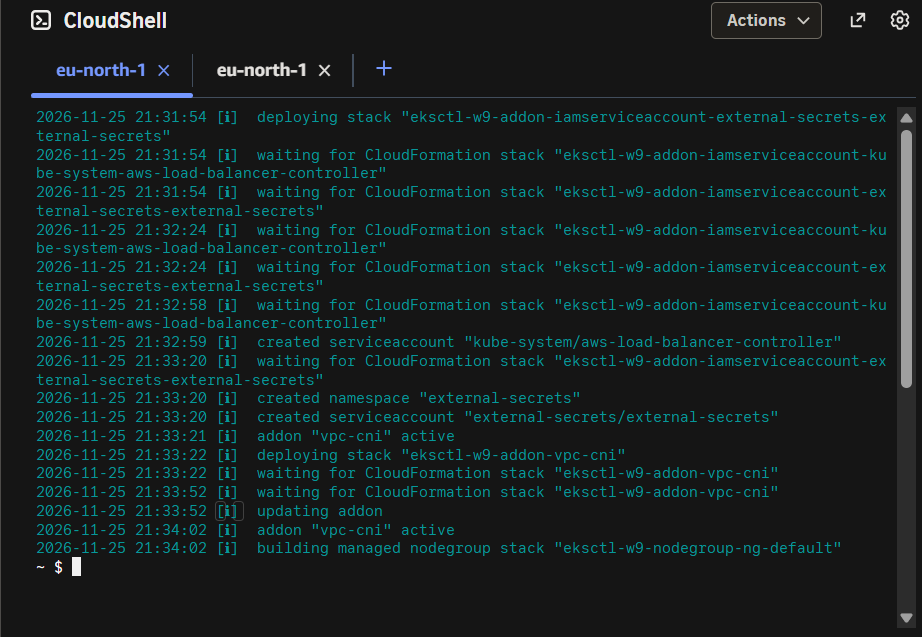 CloudShell
Actions
eu-north-1
eu-north-1
2026-11-25 21:31:54 [ℹ]  deploying stack "eksctl-w9-addon-iamserviceaccount-external-secrets-ex
ternal-secrets"
2026-11-25 21:31:54 [ℹ]  waiting for CloudFormation stack "eksctl-w9-addon-iamserviceaccount-ku
be-system-aws-load-balancer-controller"
2026-11-25 21:31:54 [ℹ]  waiting for CloudFormation stack "eksctl-w9-addon-iamserviceaccount-ex
ternal-secrets-external-secrets"
2026-11-25 21:32:24 [ℹ]  waiting for CloudFormation stack "eksctl-w9-addon-iamserviceaccount-ku
be-system-aws-load-balancer-controller"
2026-11-25 21:32:24 [ℹ]  waiting for CloudFormation stack "eksctl-w9-addon-iamserviceaccount-ex
ternal-secrets-external-secrets"
2026-11-25 21:32:58 [ℹ]  waiting for CloudFormation stack "eksctl-w9-addon-iamserviceaccount-ku
be-system-aws-load-balancer-controller"
2026-11-25 21:32:59 [ℹ]  created serviceaccount "kube-system/aws-load-balancer-controller"
2026-11-25 21:33:20 [ℹ]  waiting for CloudFormation stack "eksctl-w9-addon-iamserviceaccount-ex
ternal-secrets-external-secrets"
2026-11-25 21:33:20 [ℹ]  created namespace "external-secrets"
2026-11-25 21:33:20 [ℹ]  created serviceaccount "external-secrets/external-secrets"
2026-11-25 21:33:21 [ℹ]  addon "vpc-cni" active
2026-11-25 21:33:22 [ℹ]  deploying stack "eksctl-w9-addon-vpc-cni"
2026-11-25 21:33:22 [ℹ]  waiting for CloudFormation stack "eksctl-w9-addon-vpc-cni"
2026-11-25 21:33:52 [ℹ]  waiting for CloudFormation stack "eksctl-w9-addon-vpc-cni"
2026-11-25 21:33:52 [ℹ]  updating addon
2026-11-25 21:34:02 [ℹ]  addon "vpc-cni" active
2026-11-25 21:34:02 [ℹ]  building managed nodegroup stack "eksctl-w9-nodegroup-ng-default"
~ $